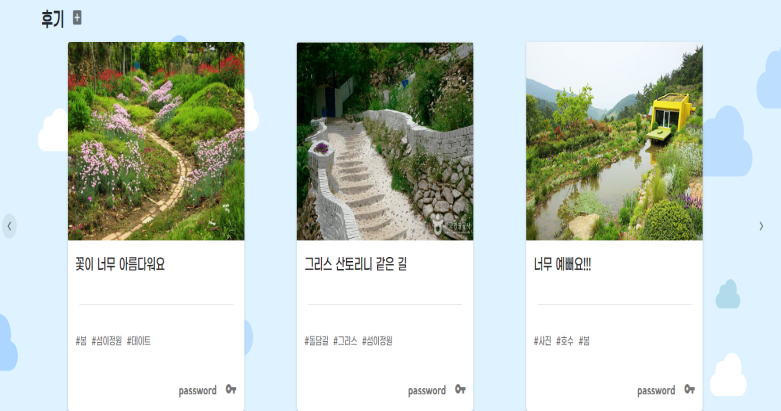 후기
꽃이 너무 아름다워요
#봄 #섬이정원 #데이트
password
그리스 산토리니 같은 길
#돌담길 #그리스 #섬이정원
password
너무 예뻐요!!!
#사진 #호수 #봄
password